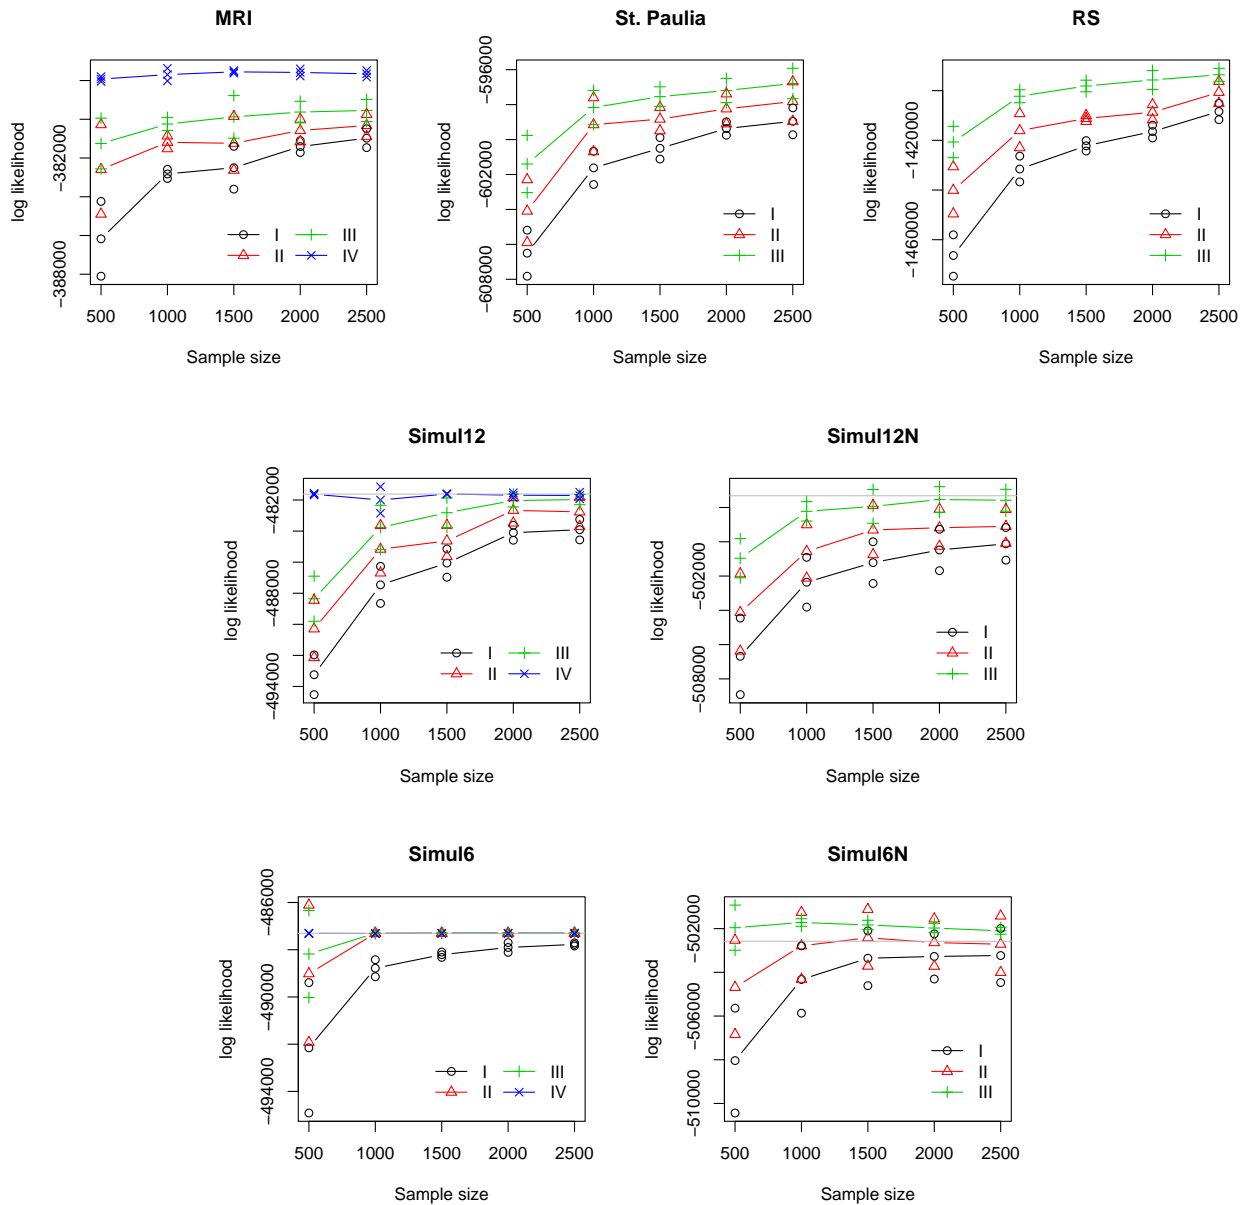 MRI
log likelihood
−382000
−388000
I
III
II
IV
500 1000 1500 2000 2500
Sample size
St. Paulia
log likelihood
−596000
−602000
−608000
I
II
III
500 1000 1500 2000 2500
Sample size
RS
log likelihood
−1420000
−1460000
I
II
III
500 1000 1500 2000 2500
Sample size
Simul12
log likelihood
−482000
−488000
−494000
I
III
II
IV
500 1000 1500 2000 2500
Sample size
Simul12N
log likelihood
−502000
−508000
I
II
III
500 1000 1500 2000 2500
Sample size
Simul6
log likelihood
−486000
−490000
−494000
I
III
II
IV
500 1000 1500 2000 2500
Sample size
Simul6N
log likelihood
−502000
−506000
−510000
I
II
III
500 1000 1500 2000 2500
Sample size